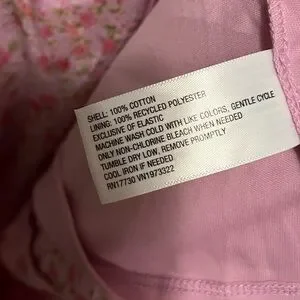 SHELL: 100% COTTON
LINING: 100% RECYCLED POLYESTER
EXCLUSIVE OF ELASTIC
MACHINE WASH COLD WITH LIKE COLORS, GENTLE CYCLE
ONLY NON-CHLORINE BLEACH WHEN NEEDED
TUMBLE DRY LOW, REMOVE PROMPTLY
COOL IRON IF NEEDED
RN17730 VN1973322